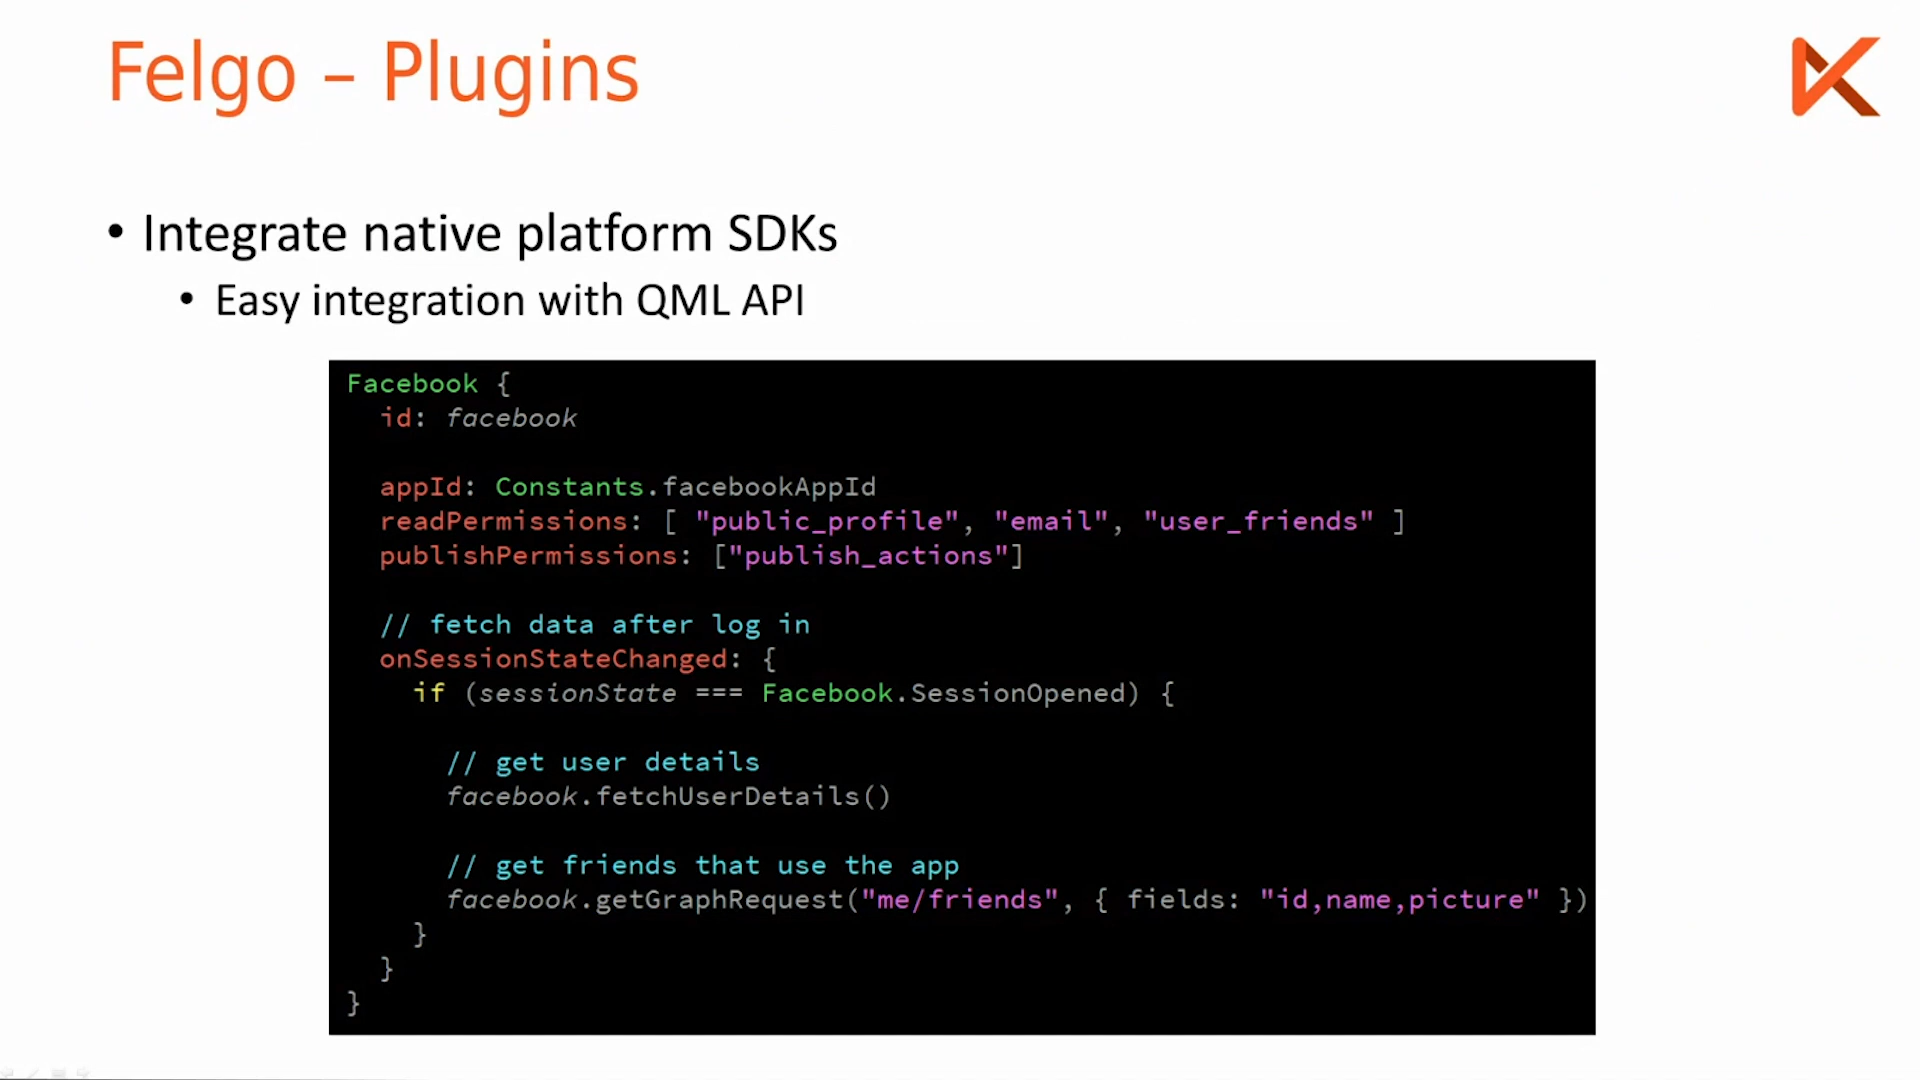 Felgo – Plugins
• Integrate native platform SDKs
• Easy integration with QML API
Facebook {
  id: facebook

  appId: Constants.facebookAppId
  readPermissions: [ "public_profile", "email", "user_friends" ]
  publishPermissions: ["publish_actions"]

  // fetch data after log in
  onSessionStateChanged: {
    if (sessionState === Facebook.SessionOpened) {

      // get user details
      facebook.fetchUserDetails()

      // get friends that use the app
      facebook.getGraphRequest("me/friends", { fields: "id,name,picture" })
    }
  }
}